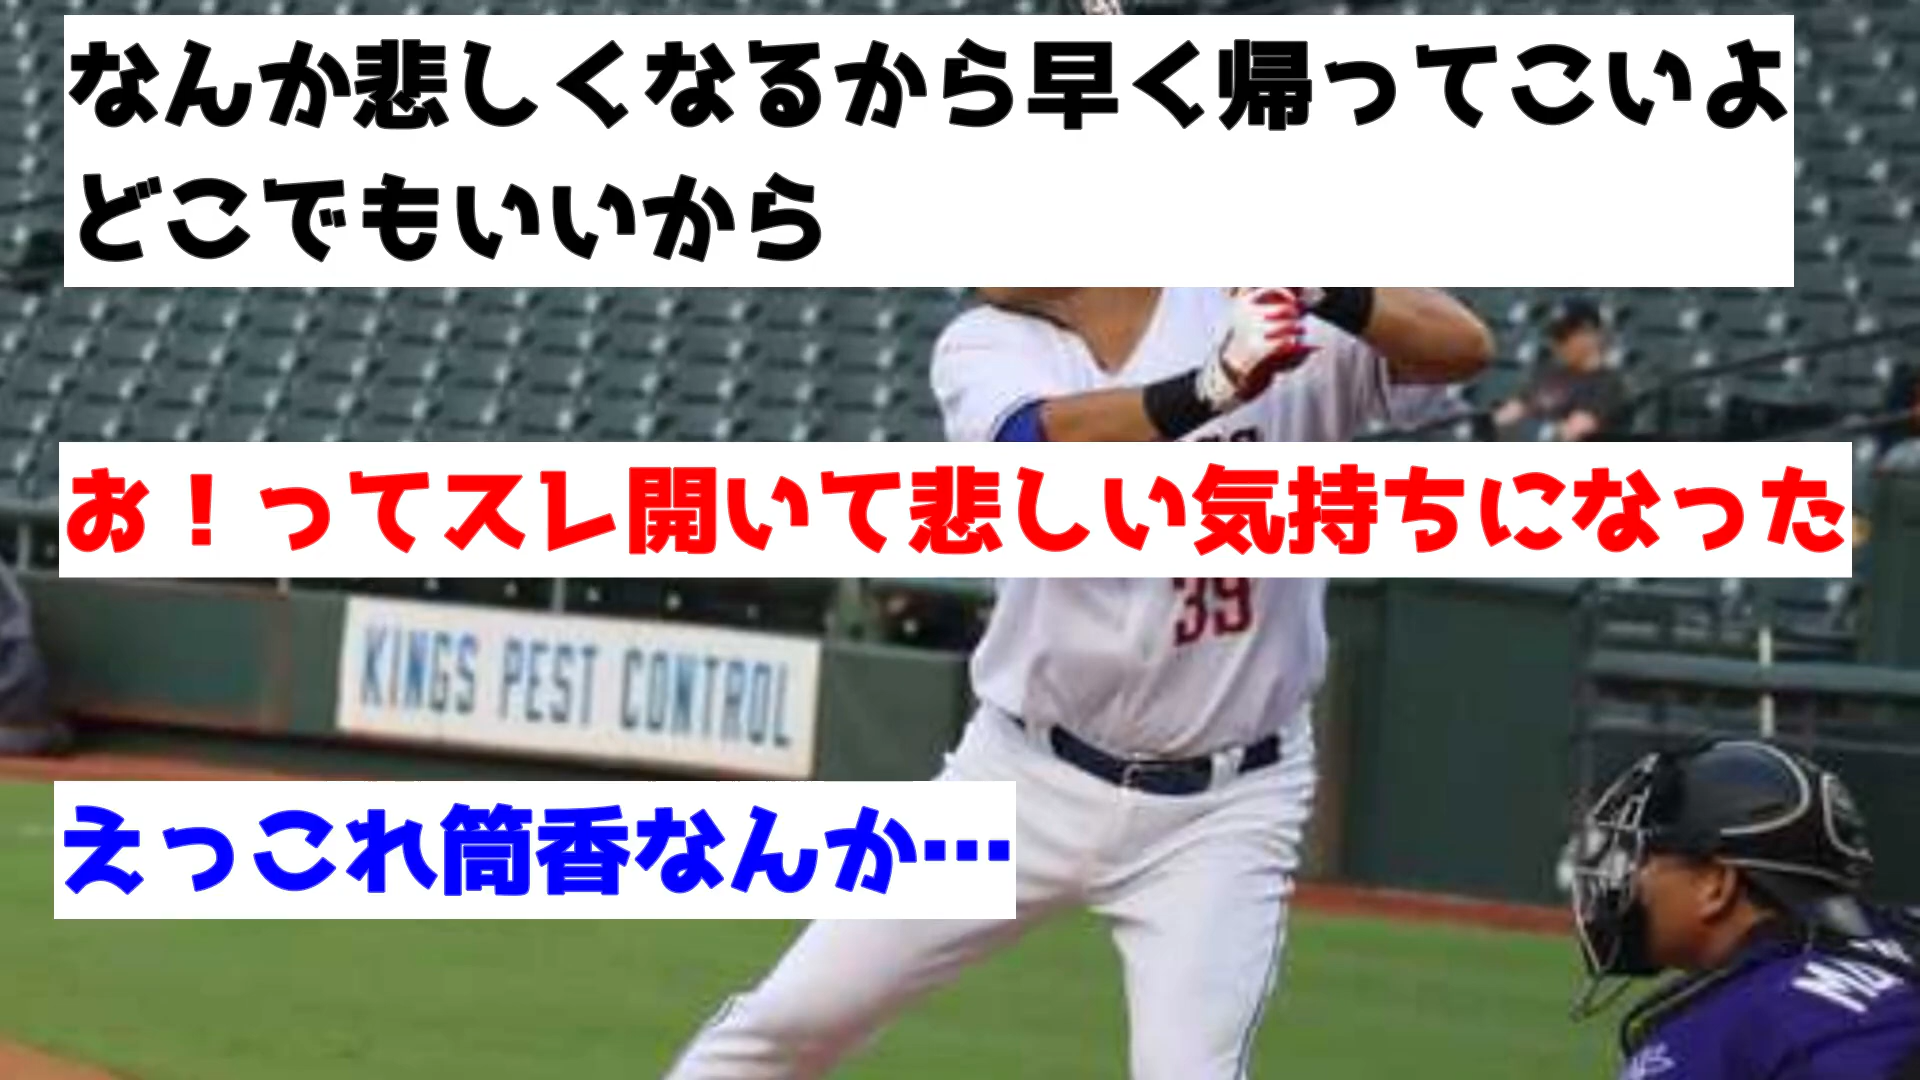 なんか悲しくなるから早く帰ってこいよ
どこでもいいから
お！ってスレ開いて悲しい気持ちになった
39
KINGS PEST CONTROL
えっこれ筒香なんか…